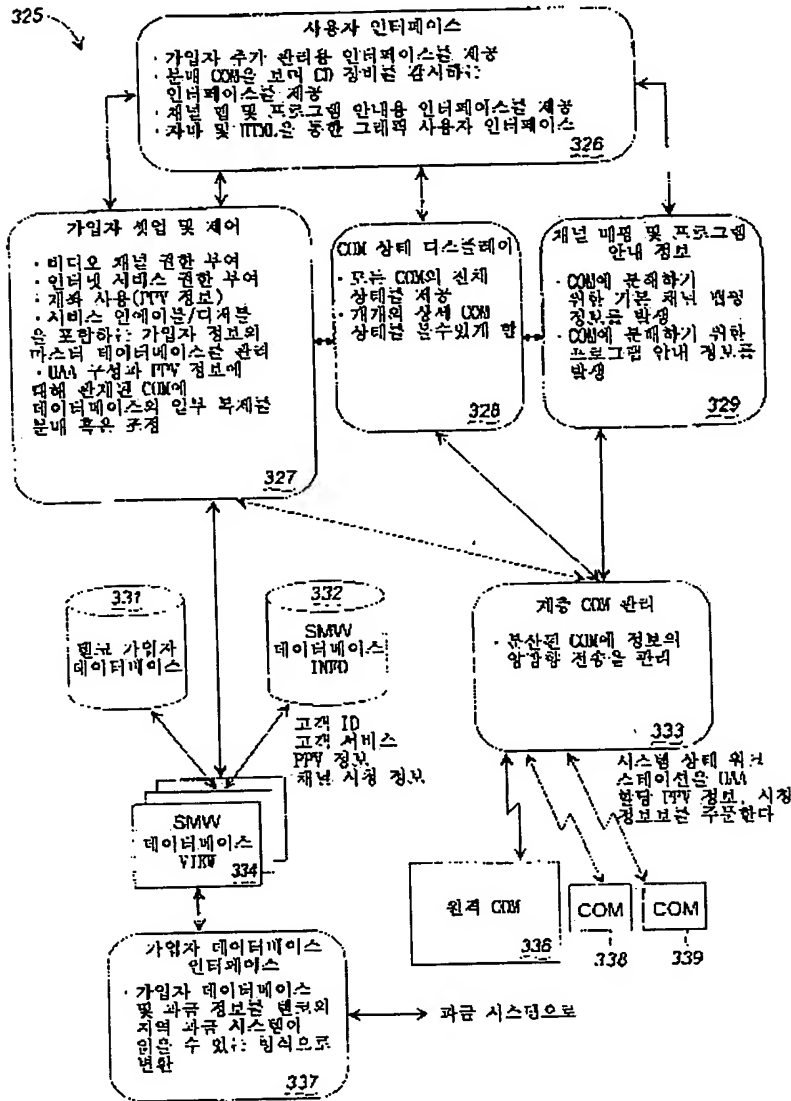 325
사용자 인터페이스
· 가입자 추가 관리용 인터페이스를 제공
· 분배 COM을 보며 CD 장비를 감시하는
인터페이스를 제공
· 채널 맵 및 프로그램 안내용 인터페이스를 제공
· 자바 및 HTML을 통한 그래픽 사용자 인터페이스
326
가입자 셋업 및 제어
· 비디오 채널 권한 부여
· 인터넷 서비스 권한 부여
· 계좌 사용(PPV 정보)
· 서비스 인에이블/디재블
을 포함하는 가입자 정보의
마스터 데이터베이스를 관리
· UAA 구성과 PPV 정보에
대해 관계된 COM에
데이터베이스의 일부 복제를
분배 혹은
327
COM 상태 디스플레이
· 모든 COM의 전체
상태를 제공
· 개개의 상세 COM
상태를 볼수있게 함
328
채널 매핑 및 프로그램
안내 정보
· COM에 분배하기
위한 기본 채널 맵핑
정보를 발생
· COM에 분배하기 위한
프로그램 안내 정보를
발생
329
331
텔코 가입자
데이터베이스
332
SMW
데이터베이스
INFO
고객 ID
고객 서비스
PPV 정보
채널 시청 정보
계층 COM 관리
· 분산된 COM에 정보의
양방향 전송을 관리
333
시스템 상태 워크
스테이션은 UAA
할당 PPV 정보, 시청
정보보를 주문한다
SMW
데이터베이스
VIEW
334
원격 COM
336
COM
338
COM
339
가입자 데이터베이스
인터페이스
· 가입자 데이터베이스
및 과금 정보를 텔코의
지역 과금 시스템이
읽을 수 있는 형식으로
변환
337
과금 시스템으로